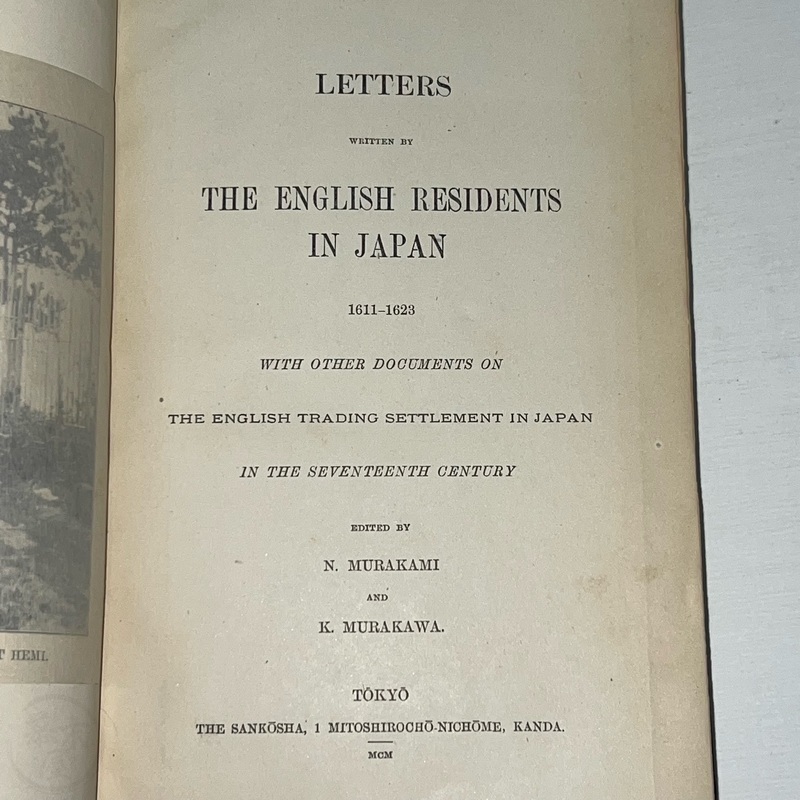 LETTERS
WRITTEN BY
THE ENGLISH RESIDENTS
IN JAPAN
1611–1623
WITH OTHER DOCUMENTS ON
THE ENGLISH TRADING SETTLEMENT IN JAPAN
IN THE SEVENTEENTH CENTURY
EDITED BY
N. MURAKAMI
AND
K. MURAKAWA.
TŌKYŌ
THE SANKŌSHA, 1 MITOSHIROCHŌ-NICHŌME, KANDA.
MCM
HEMI.